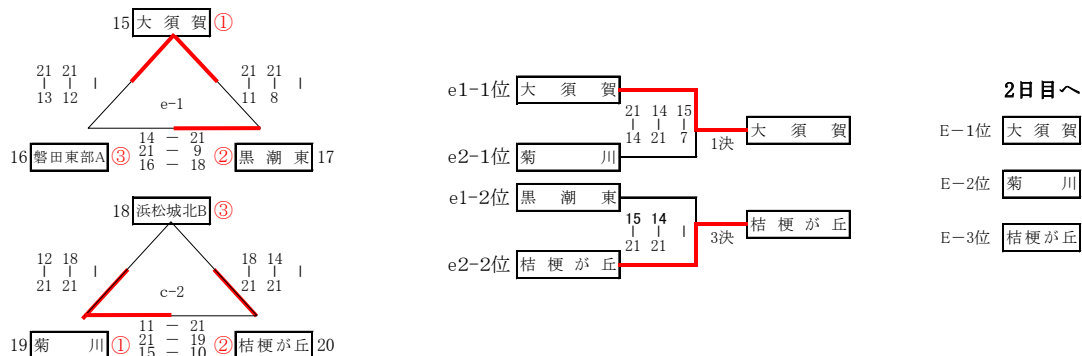 15 大須賀 ①
21 21
| | |
13 12
21 21
| | |
11 8
e-1
14 － 21
21 － 9
16 － 18
16 磐田東部A ③
② 黒潮東 17
18 浜松城北B ③
12 18
| | |
21 21
18 14
| | |
21 21
c-2
11 － 21
21 － 19
15 － 10
19 菊川 ①
② 桔梗が丘 20
e1-1位 大須賀
21 14 15
| | |
14 21 7
1決 大須賀
e2-1位 菊川
e1-2位 黒潮東
15 14
| | |
21 21
3決 桔梗が丘
e2-2位 桔梗が丘
2日目へ
E－1位 大須賀
E－2位 菊川
E－3位 桔梗が丘